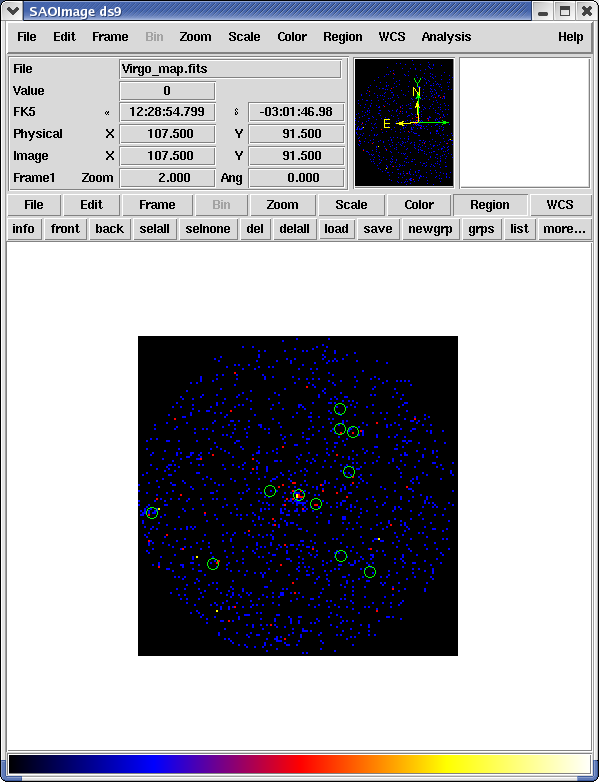 SAOImage ds9
File Edit Frame Bin Zoom Scale Color Region WCS Analysis Help
File Virgo_map.fits
Value 0
FK5 α 12:28:54.799 δ -03:01:46.98
Physical X 107.500 Y 91.500
Image X 107.500 Y 91.500
Frame1 Zoom 2.000 Ang 0.000
Y
N
E
File Edit Frame Bin Zoom Scale Color Region WCS
info front back selall selnone del delall load save newgrp grps list more...